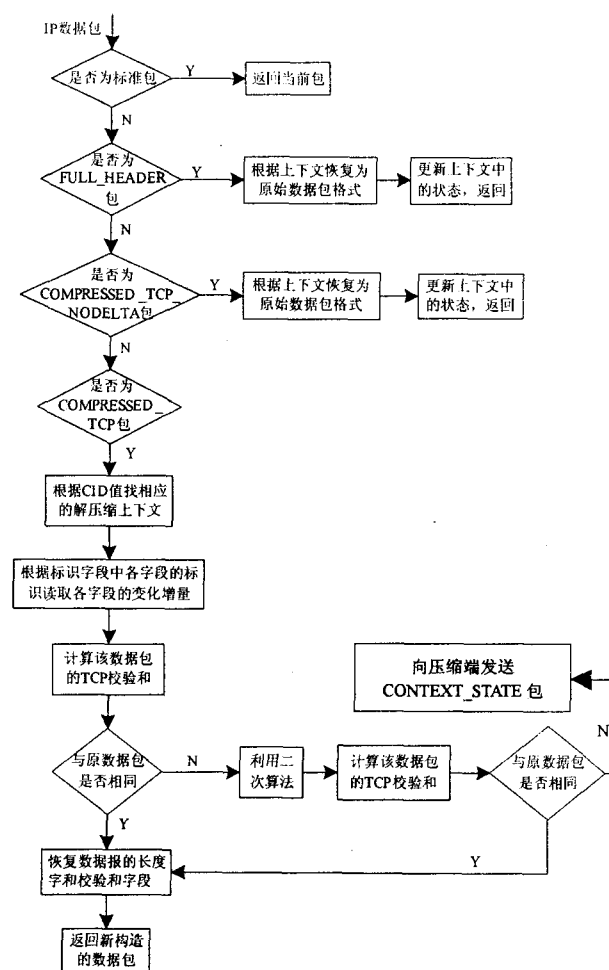 IP数据包
是否为标准包
Y
返回当前包
N
是否为
FULL_HEADER
包
Y
根据上下文恢复为
原始数据包格式
更新上下文中
的状态，返回
N
是否为
COMPRESSED_TCP_
NODELTA包
Y
根据上下文恢复为
原始数据包格式
更新上下文中
的状态，返回
N
是否为
COMPRESSED_
TCP包
Y
根据CID值找相应
的解压缩上下文
根据标识字段中各字段的标
识读取各字段的变化增量
计算该数据包
的TCP校验和
向压缩端发送
CONTEXT_STATE 包
N
与原数据包
是否相同
N
利用二
次算法
计算该数据包
的TCP校验和
与原数据包
是否相同
Y
Y
恢复数据报的长度
字和校验和字段
返回新构造
的数据包